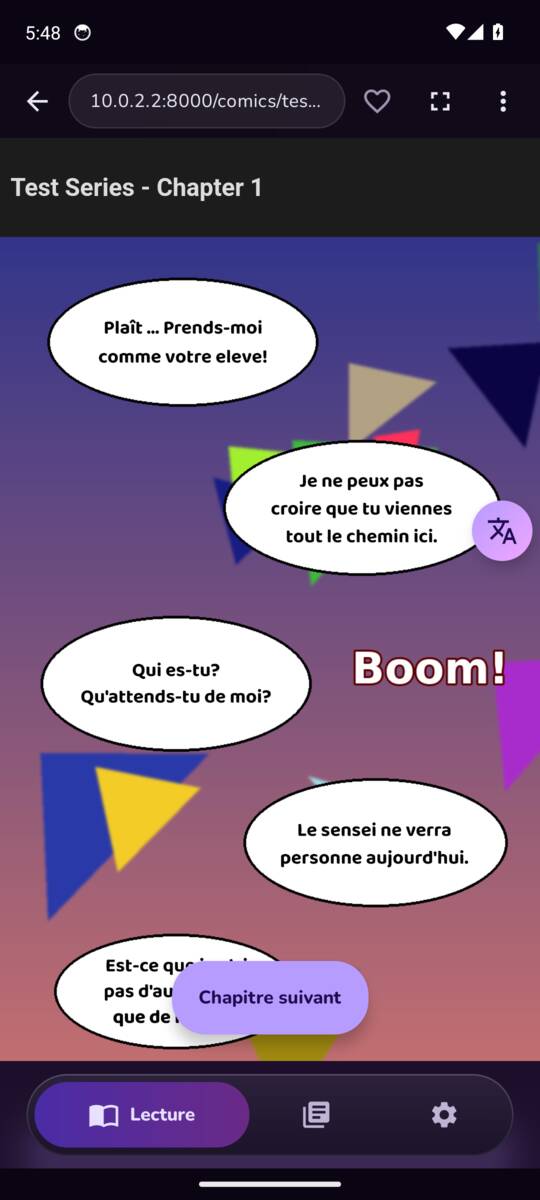 5:48
10.0.2.2:8000/comics/tes...
Test Series - Chapter 1
Plaît ... Prends-moi
comme votre eleve!
Je ne peux pas
croire que tu viennes
tout le chemin ici.
Qui es-tu?
Qu'attends-tu de moi?
Boom!
Le sensei ne verra
personne aujourd'hui.
Est-ce que
pas
que de
Chapitre suivant
Lecture